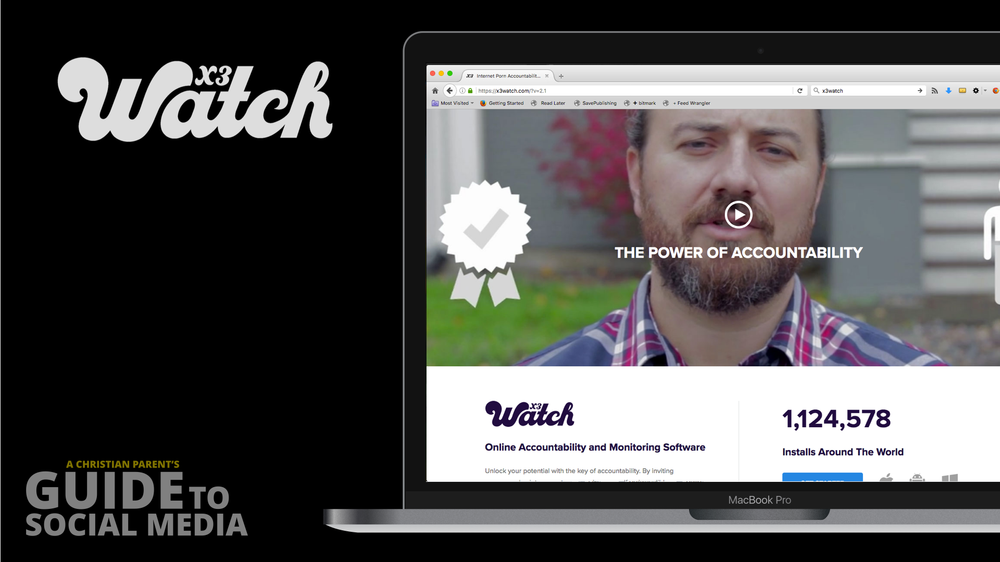 x3
Watch
x3 Internet Porn Accountabilit...
https://x3watch.com/?v=2.1
x3watch
Most Visited
Getting Started
Read Later
SavePublishing
+ bitmark
+ Feed Wrangler
THE POWER OF ACCOUNTABILITY
x3
Watch
Online Accountability and Monitoring Software
Unlock your potential with the key of accountability. By inviting
1,124,578
Installs Around The World
MacBook Pro
A CHRISTIAN PARENT'S
GUIDE TO
SOCIAL MEDIA